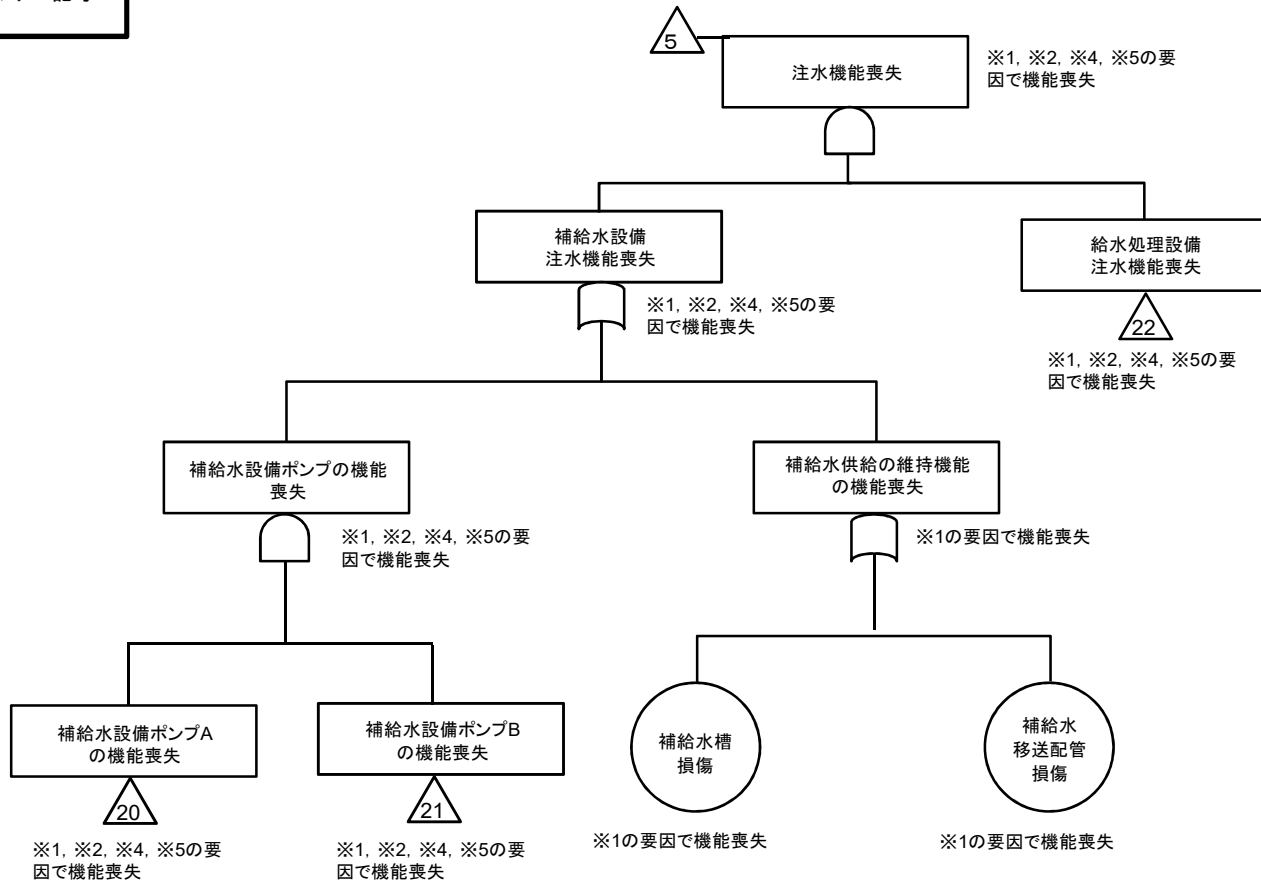 5
注水機能喪失
※1, ※2, ※4, ※5の要
因で機能喪失
補給水設備
注水機能喪失
※1, ※2, ※4, ※5の要
因で機能喪失
給水処理設備
注水機能喪失
22
※1, ※2, ※4, ※5の要
因で機能喪失
補給水設備ポンプの機能
喪失
※1, ※2, ※4, ※5の要
因で機能喪失
補給水供給の維持機能
の機能喪失
※1の要因で機能喪失
補給水設備ポンプA
の機能喪失
20
※1, ※2, ※4, ※5の要
因で機能喪失
補給水設備ポンプB
の機能喪失
21
※1, ※2, ※4, ※5の要
因で機能喪失
補給水槽
損傷
※1の要因で機能喪失
補給水
移送配管
損傷
※1の要因で機能喪失